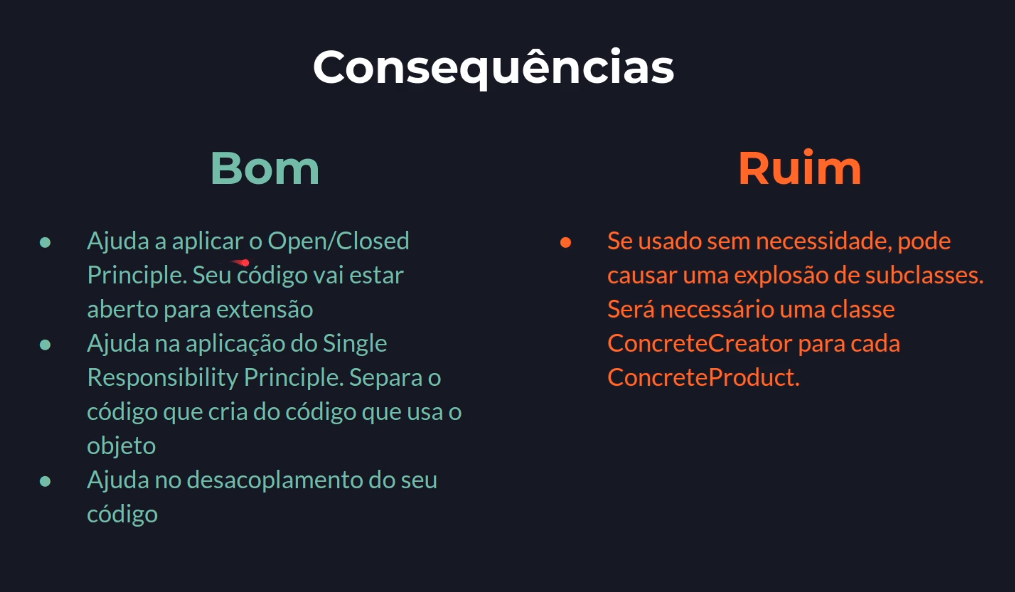 Consequências
Bom
● Ajuda a aplicar o Open/Closed
Principle. Seu código vai estar
aberto para extensão
● Ajuda na aplicação do Single
Responsibility Principle. Separa o
código que cria do código que usa o
objeto
● Ajuda no desacoplamento do seu
código
Ruim
● Se usado sem necessidade, pode
causar uma explosão de subclasses.
Será necessário uma classe
ConcreteCreator para cada
ConcreteProduct.